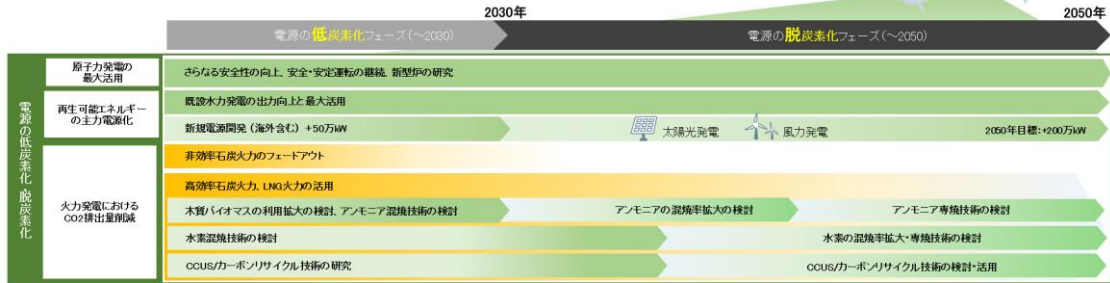 2030年
2050年
電源の低炭素化フェーズ(～2030)
電源の脱炭素化フェーズ(～2050)
電源の低炭素化・脱炭素化
原子力発電の
最大活用
さらなる安全性の向上、安全・安定運転の継続、新型炉の研究
再生可能エネルギー
の主力電源化
既設水力発電の出力向上と最大活用
新規電源開発(海外含む)+50万kW
太陽光発電
風力発電
2050年目標:+200万kW
火力発電における
CO2排出量削減
非効率石炭火力のフェードアウト
高効率石炭火力、LNG火力の活用
木質バイオマスの利用拡大の検討、アンモニア混焼技術の検討
アンモニアの混焼率拡大の検討
アンモニア専焼技術の検討
水素混焼技術の検討
水素の混焼率拡大・専焼技術の検討
CCUS/カーボンリサイクル技術の研究
CCUS/カーボンリサイクル技術の検討・活用